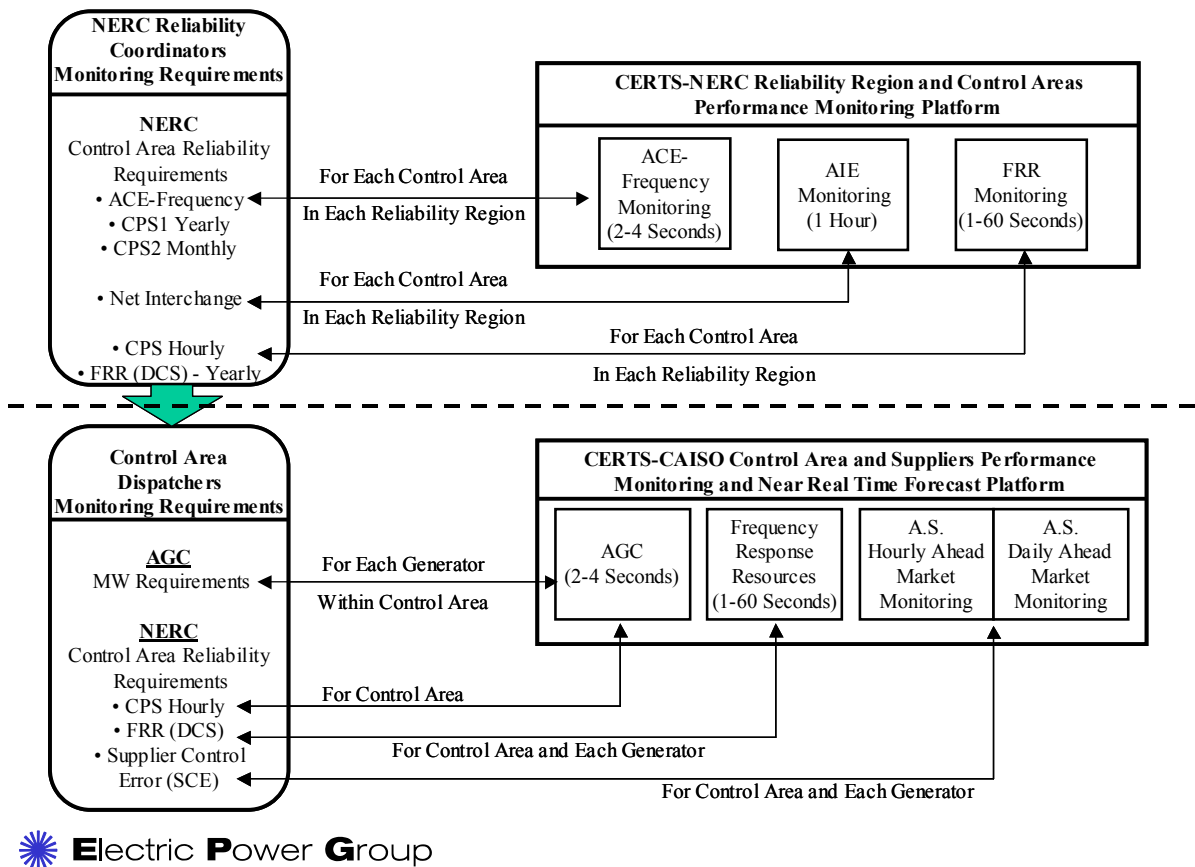 NERC Reliability
Coordinators
Monitoring Requirements
NERC
Control Area Reliability
Requirements
• ACE-Frequency
• CPS1 Yearly
• CPS2 Monthly
• Net Interchange
• CPS Hourly
• FRR (DCS) - Yearly
For Each Control Area
In Each Reliability Region
For Each Control Area
In Each Reliability Region
For Each Control Area
In Each Reliability Region
CERTS-NERC Reliability Region and Control Areas
Performance Monitoring Platform
ACE-
Frequency
Monitoring
(2-4 Seconds)
AIE
Monitoring
(1 Hour)
FRR
Monitoring
(1-60 Seconds)
Control Area
Dispatchers
Monitoring Requirements
AGC
MW Requirements
NERC
Control Area Reliability
Requirements
• CPS Hourly
• FRR (DCS)
• Supplier Control
Error (SCE)
For Each Generator
Within Control Area
For Control Area
For Control Area and Each Generator
For Control Area and Each Generator
CERTS-CAISO Control Area and Suppliers Performance
Monitoring and Near Real Time Forecast Platform
AGC
(2-4 Seconds)
Frequency
Response
Resources
(1-60 Seconds)
A.S.
Hourly Ahead
Market
Monitoring
A.S.
Daily Ahead
Market
Monitoring
Electric Power Group